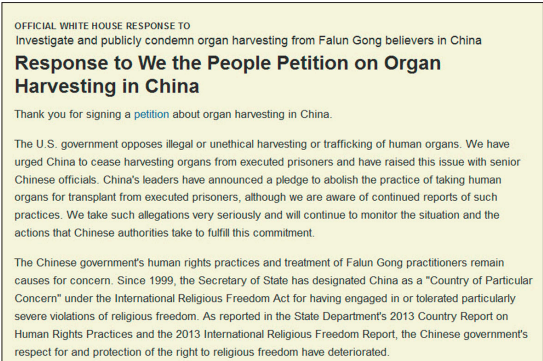 OFFICIAL WHITE HOUSE RESPONSE TO
Investigate and publicly condemn organ harvesting from Falun Gong believers in China
Response to We the People Petition on Organ
Harvesting in China
Thank you for signing a petition about organ harvesting in China.
The U.S. government opposes illegal or unethical harvesting or trafficking of human organs. We have
urged China to cease harvesting organs from executed prisoners and have raised this issue with senior
Chinese officials. China's leaders have announced a pledge to abolish the practice of taking human
organs for transplant from executed prisoners, although we are aware of continued reports of such
practices. We take such allegations very seriously and will continue to monitor the situation and the
actions that Chinese authorities take to fulfill this commitment.
The Chinese government's human rights practices and treatment of Falun Gong practitioners remain
causes for concern. Since 1999, the Secretary of State has designated China as a "Country of Particular
Concern" under the International Religious Freedom Act for having engaged in or tolerated particularly
severe violations of religious freedom. As reported in the State Department's 2013 Country Report on
Human Rights Practices and the 2013 International Religious Freedom Report, the Chinese government's
respect for and protection of the right to religious freedom have deteriorated.